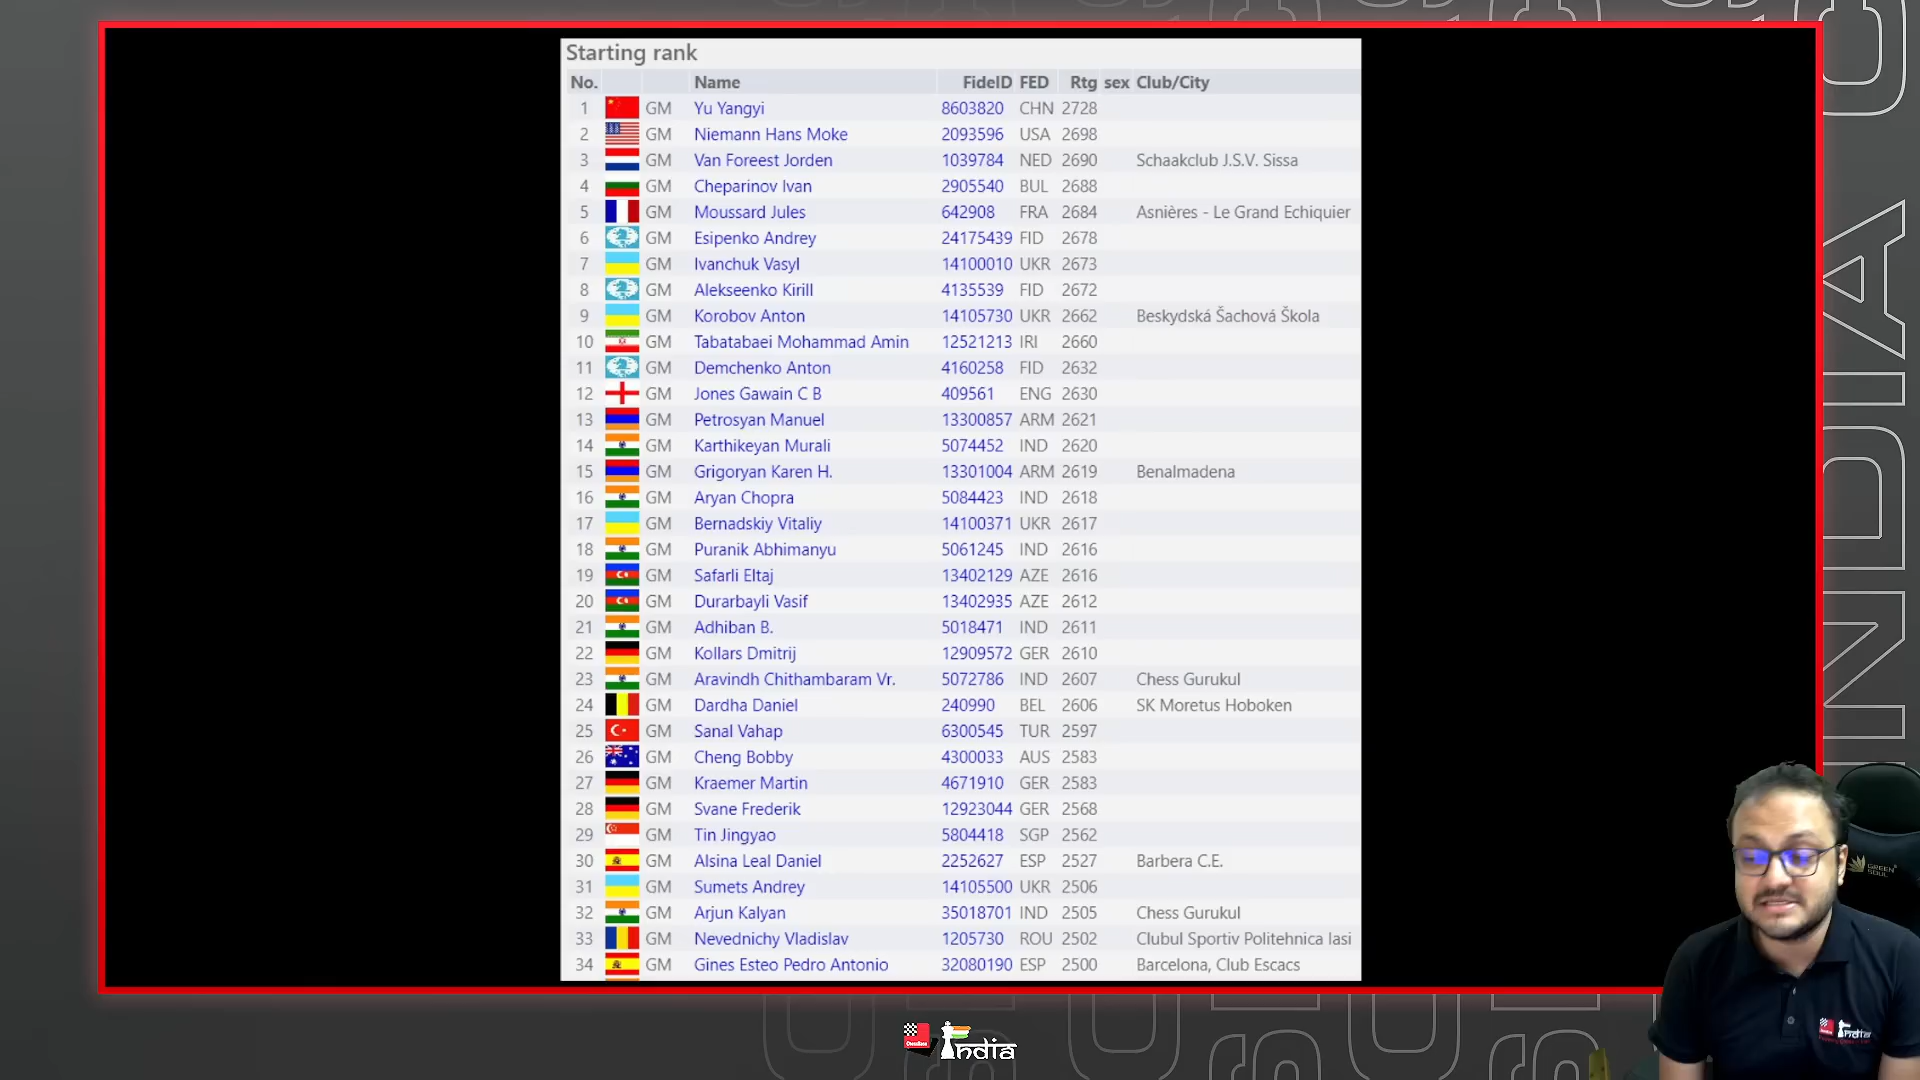 Starting rank
No. Name FideID FED Rtg sex Club/City
1 GM Yu Yangyi 8603820 CHN 2728
2 GM Niemann Hans Moke 2093596 USA 2698
3 GM Van Foreest Jorden 1039784 NED 2690 Schaakclub J.S.V. Sissa
4 GM Cheparinov Ivan 2905540 BUL 2688
5 GM Moussard Jules 642908 FRA 2684 Asnières - Le Grand Echiquier
6 GM Esipenko Andrey 24175439 FID 2678
7 GM Ivanchuk Vasyl 14100010 UKR 2673
8 GM Alekseenko Kirill 4135539 FID 2672
9 GM Korobov Anton 14105730 UKR 2662 Beskydská Šachová Škola
10 GM Tabatabaei Mohammad Amin 12521213 IRI 2660
11 GM Demchenko Anton 4160258 FID 2632
12 GM Jones Gawain C B 409561 ENG 2630
13 GM Petrosyan Manuel 13300857 ARM 2621
14 GM Karthikeyan Murali 5074452 IND 2620
15 GM Grigoryan Karen H. 13301004 ARM 2619 Benalmadena
16 GM Aryan Chopra 5084423 IND 2618
17 GM Bernadskiy Vitaliy 14100371 UKR 2617
18 GM Puranik Abhimanyu 5061245 IND 2616
19 GM Safarli Eltaj 13402129 AZE 2616
20 GM Durarbayli Vasif 13402935 AZE 2612
21 GM Adhiban B. 5018471 IND 2611
22 GM Kollars Dmitrij 12909572 GER 2610
23 GM Aravindh Chithambaram Vr. 5072786 IND 2607 Chess Gurukul
24 GM Dardha Daniel 240990 BEL 2606 SK Moretus Hoboken
25 GM Sanal Vahap 6300545 TUR 2597
26 GM Cheng Bobby 4300033 AUS 2583
27 GM Kraemer Martin 4671910 GER 2583
28 GM Svane Frederik 12923044 GER 2568
29 GM Tin Jingyao 5804418 SGP 2562
30 GM Alsina Leal Daniel 2252627 ESP 2527 Barbera C.E.
31 GM Sumets Andrey 14105500 UKR 2506
32 GM Arjun Kalyan 35018701 IND 2505 Chess Gurukul
33 GM Nevednichy Vladislav 1205730 ROU 2502 Clubul Sportiv Politehnica Iasi
34 GM Gines Esteo Pedro Antonio 32080190 ESP 2500 Barcelona, Club Escacs
INDIA
GREEN SOUL
India
India